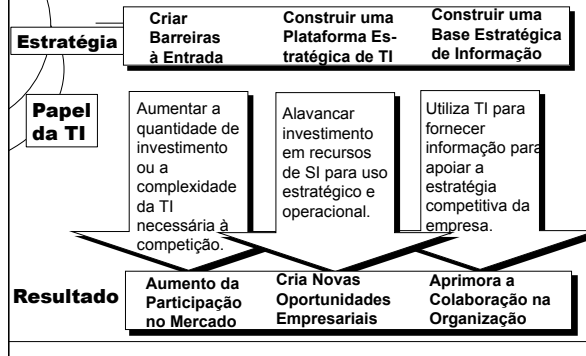 Estratégia
Criar
Barreiras
à Entrada
Construir uma
Plataforma Es-
tratégica de TI
Construir uma
Base Estratégica
de Informação
Papel
da TI
Aumentar a
quantidade de
investimento
ou a
complexidade
da TI
necessária à
competição.
Alavancar
investimento
em recursos
de SI para uso
estratégico e
operacional.
Utiliza TI para
fornecer
informação para
apoiar a
estratégia
competitiva da
empresa.
Resultado
Aumento da
Participação
no Mercado
Cria Novas
Oportunidades
Empresariais
Aprimora a
Colaboração na
Organização